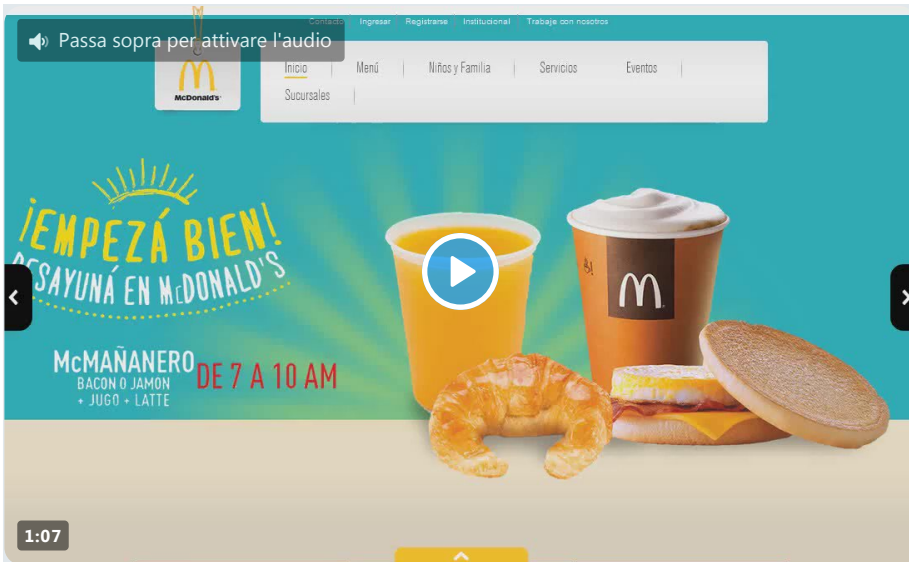 Contacto Ingresar Registrarse Institucional Trabaje con nosotros
Passa sopra per attivare l'audio
McDonald's
Inicio Menú Niños y Familia Servicios Eventos
Sucursales
¡EMPEZÁ BIEN!
DESAYUNÁ EN McDONALD'S
McMAÑANERO
BACON O JAMON
+ JUGO + LATTE
DE 7 A 10 AM
1:07